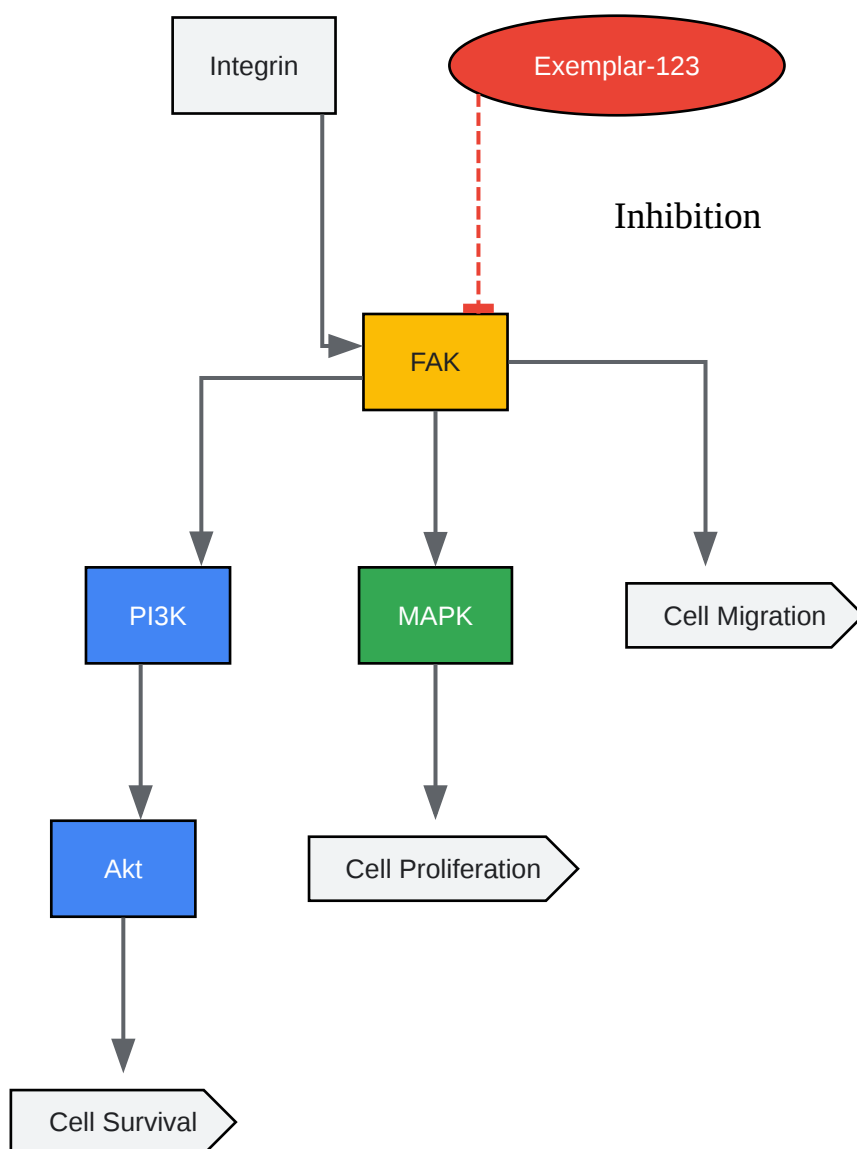 Integrin
Exemplar-123
Inhibition
FAK
PI3K
MAPK
Cell Migration
Akt
Cell Proliferation
Cell Survival